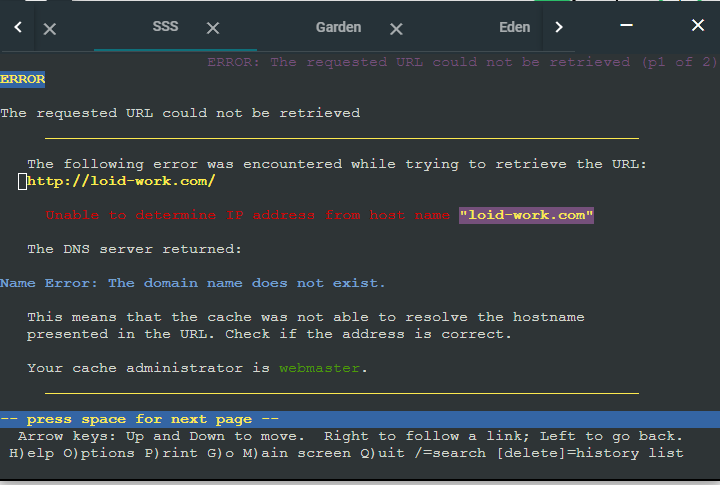 SSS Garden Eden
ERROR: The requested URL could not be retrieved (p1 of 2)
ERROR
The requested URL could not be retrieved
The following error was encountered while trying to retrieve the URL:
http://loid-work.com/
Unable to determine IP address from host name "loid-work.com"
The DNS server returned:
Name Error: The domain name does not exist.
This means that the cache was not able to resolve the hostname
presented in the URL. Check if the address is correct.
Your cache administrator is webmaster.
-- press space for next page --
Arrow keys: Up and Down to move.  Right to follow a link; Left to go back.
H)elp O)ptions P)rint G)o M)ain screen Q)uit /=search [delete]=history list